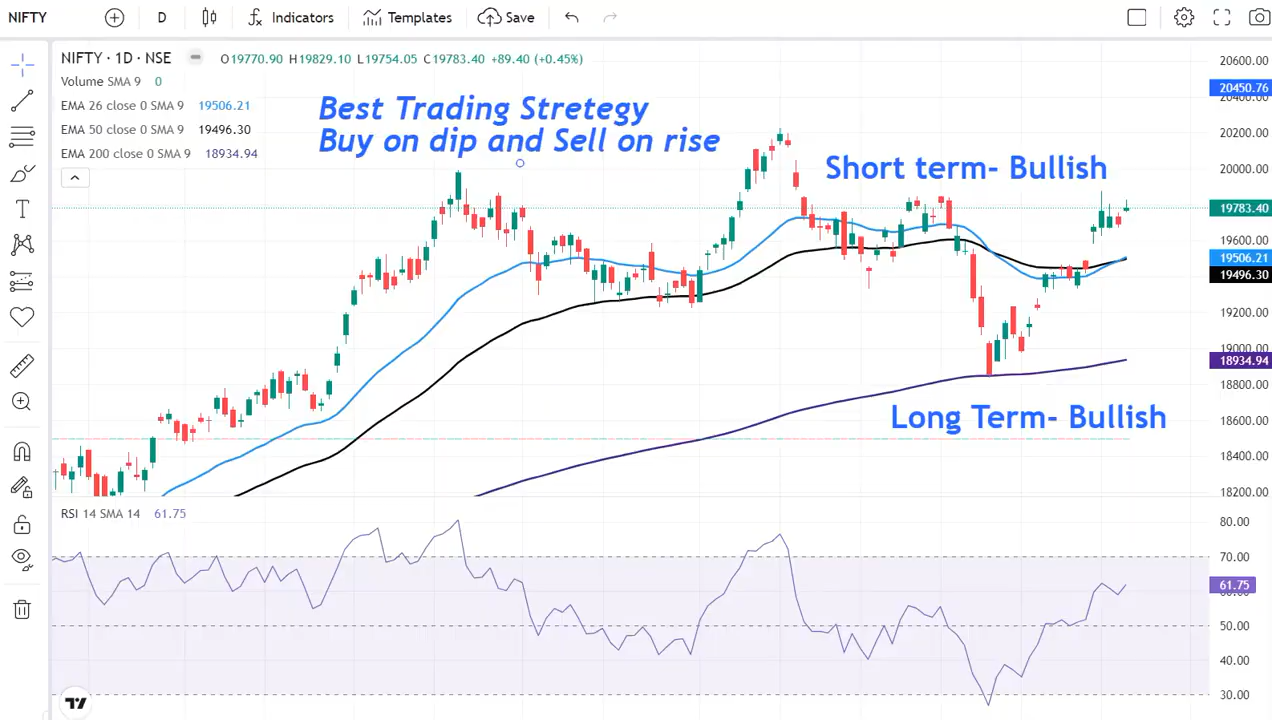 NIFTY
D
Indicators
Templates
Save
NIFTY · 1D · NSE
O19770.90 H19829.10 L19754.05 C19783.40 +89.40 (+0.45%)
Volume SMA 9 0
EMA 26 close 0 SMA 9 19506.21
EMA 50 close 0 SMA 9 19496.30
EMA 200 close 0 SMA 9 18934.94
Best Trading Stretegy
Buy on dip and Sell on rise
Short term- Bullish
Long Term- Bullish
20600.00
20450.76
20400.00
20200.00
20000.00
19783.40
19600.00
19506.21
19496.30
19200.00
19000.00
18934.94
18800.00
18600.00
18400.00
18200.00
RSI 14 SMA 14 61.75
80.00
70.00
61.75
50.00
40.00
30.00